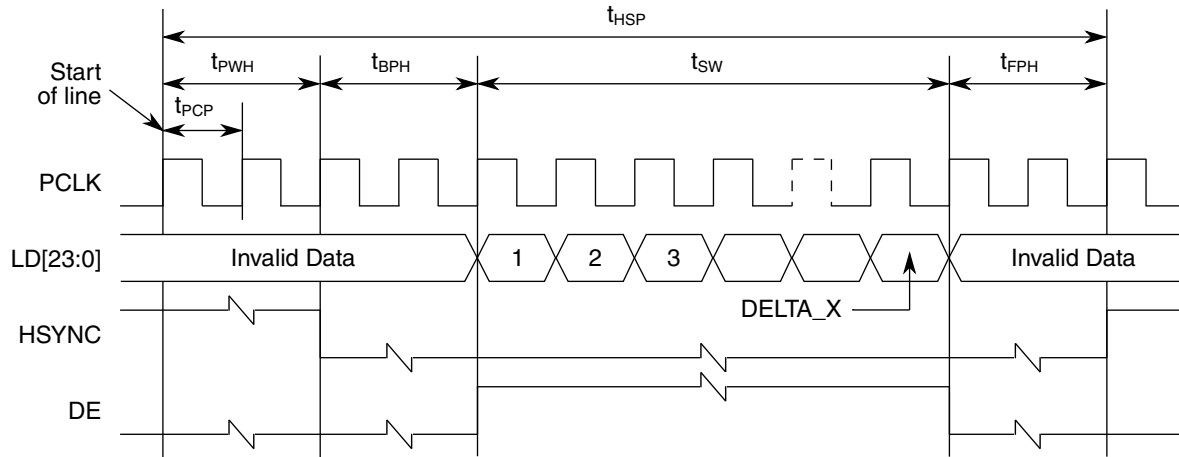 tHSP
tPWH tBPH tSW tFPH
Start
of line
tPCP
PCLK
LD[23:0] Invalid Data 1 2 3 Invalid Data
DELTA_X
HSYNC
DE